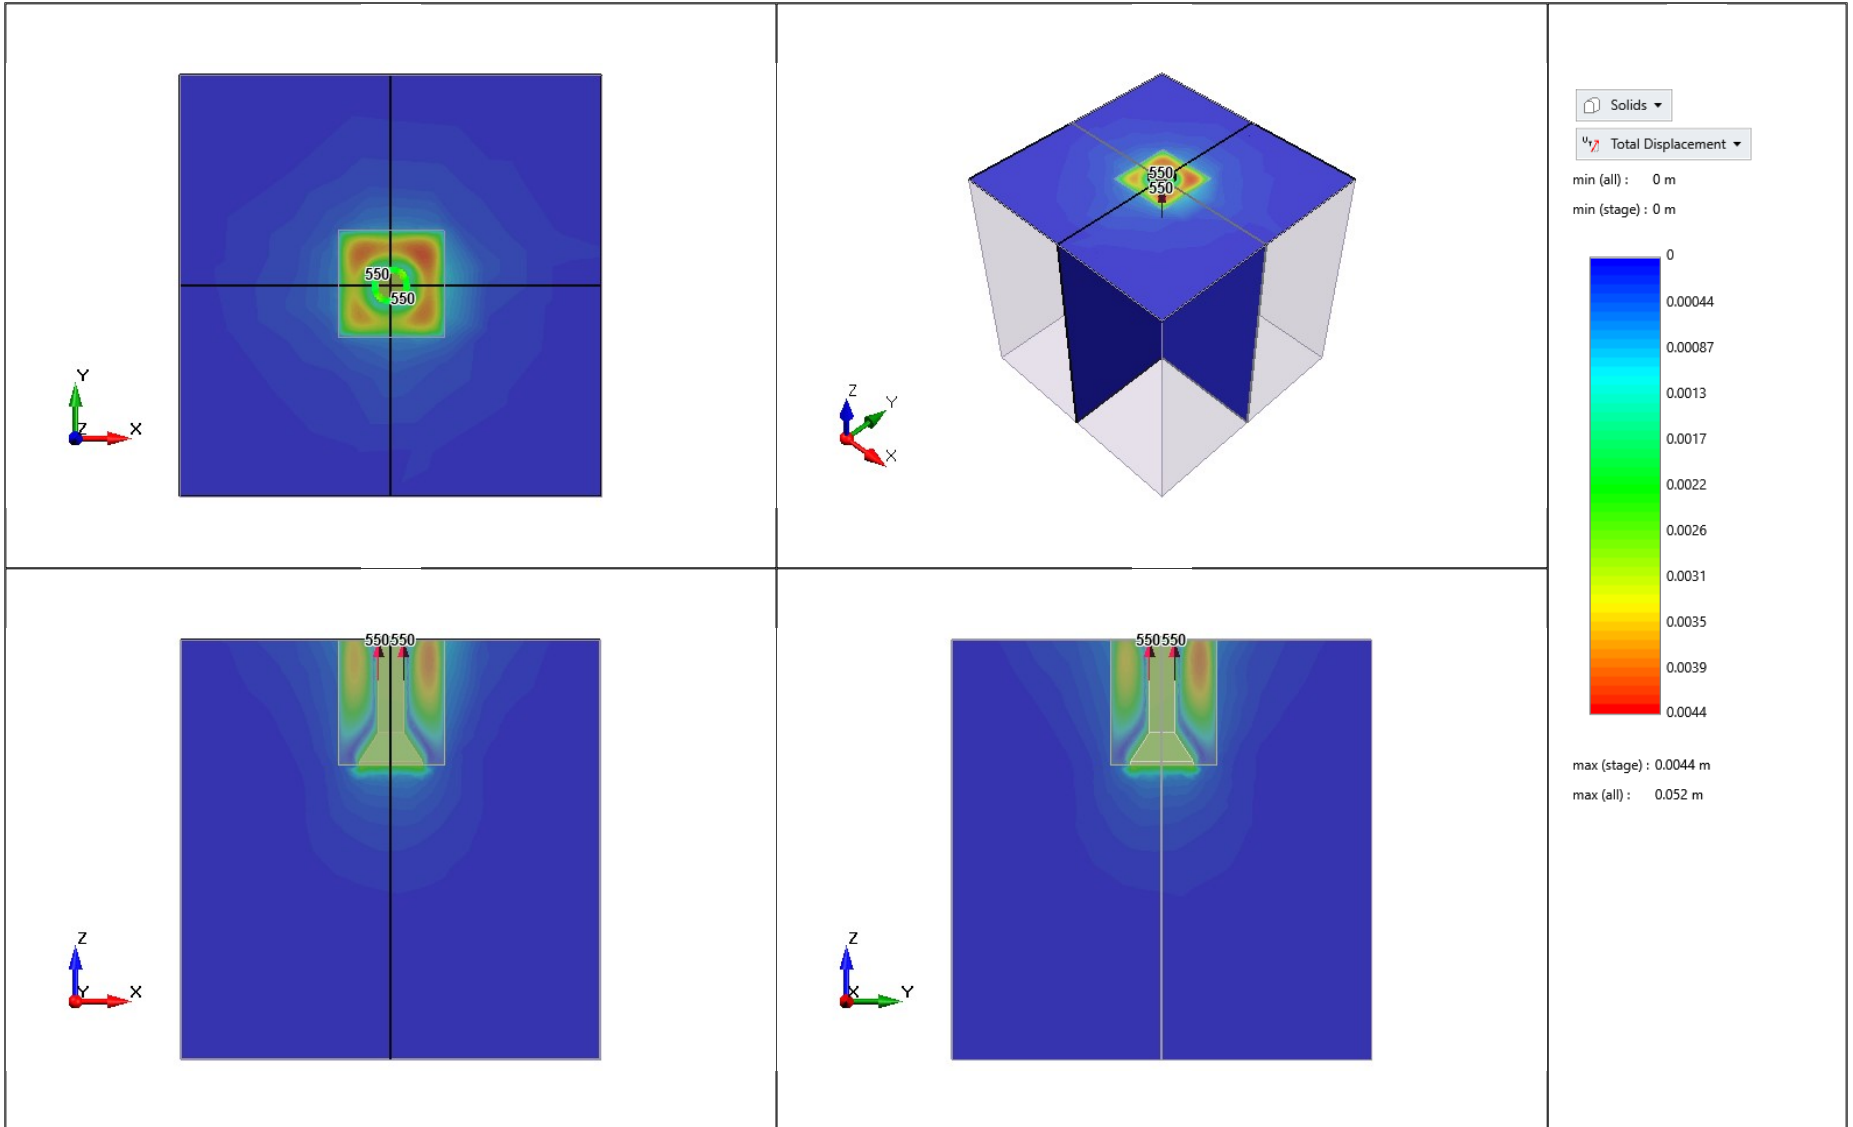 550
550
Y
Z
X
550
550
Z
Y
X
Solids
UT
Total Displacement
min (all) : 0 m
min (stage) : 0 m
0
0.00044
0.00087
0.0013
0.0017
0.0022
0.0026
0.0031
0.0035
0.0039
0.0044
max (stage) : 0.0044 m
max (all) : 0.052 m
550550
Z
Y
X
550550
Z
X
Y